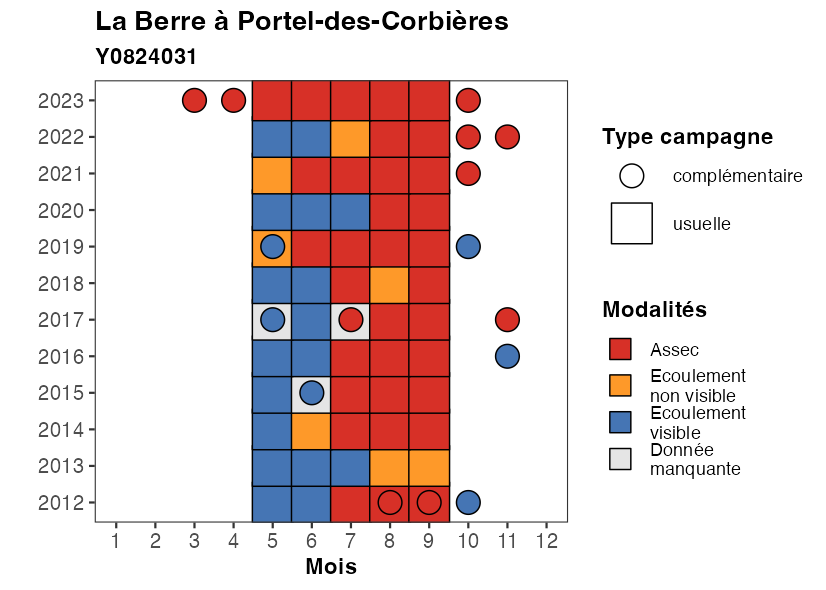 La Berre à Portel-des-Corbières
Y0824031
2023
2022
2021
2020
2019
2018
2017
2016
2015
2014
2013
2012
1 2 3 4 5 6 7 8 9 10 11 12
Mois
Type campagne
complémentaire
usuelle
Modalités
Assec
Ecoulement
non visible
Ecoulement
visible
Donnée
manquante